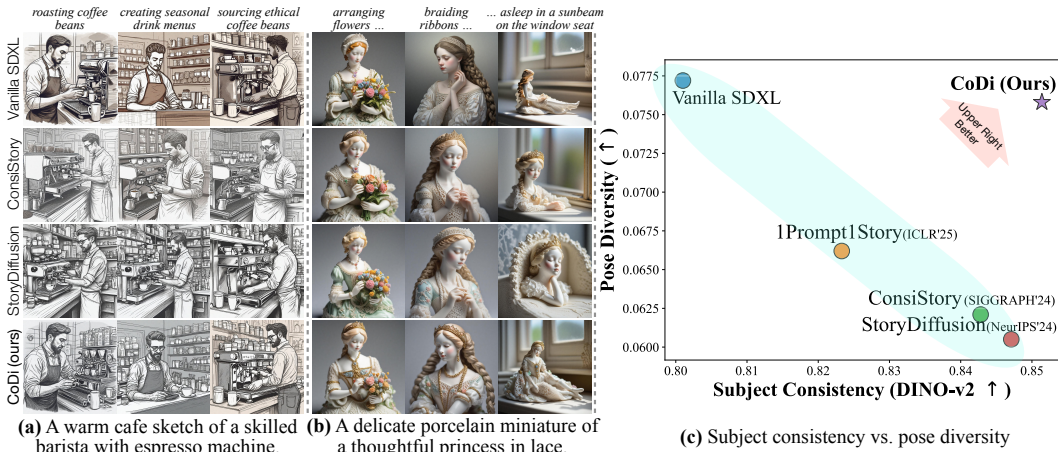 roasting coffee beans
creating seasonal drink menus
sourcing ethical coffee beans
arranging flowers ...
braiding ribbons ...
... asleep in a sunbeam on the window seat
Vanilla SDXL
ConsiStory
StoryDiffusion
CoDi (ours)
(a) A warm cafe sketch of a skilled
barista with espresso machine
(b) A delicate porcelain miniature of
a thoughtful princess in lace
Pose Diversity ( ↑ )
0.0775
0.0750
0.0725
0.0700
0.0675
0.0650
0.0625
0.0600
Vanilla SDXL
CoDi (Ours)
Upper Right
Better
1Prompt1Story(ICLR'25)
ConsiStory(SIGGRAPH'24)
StoryDiffusion(NeurIPS'24)
0.80
0.81
0.82
0.83
0.84
0.85
Subject Consistency (DINO-v2 ↑ )
(c) Subject consistency vs. pose diversity